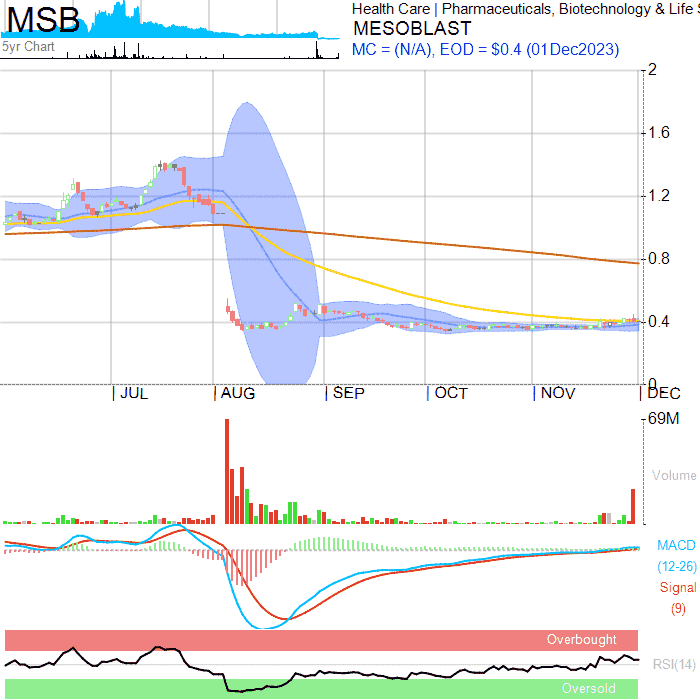 MSB
5yr Chart
Health Care | Pharmaceuticals, Biotechnology & Life S
MESOBLAST
MC = (N/A), EOD = $0.4 (01Dec2023)
2
1.6
1.2
0.8
0.4
0
JUL AUG SEP OCT NOV DEC
69M
Volume
MACD
(12-26)
Signal
(9)
Overbought
RSI(14)
Oversold